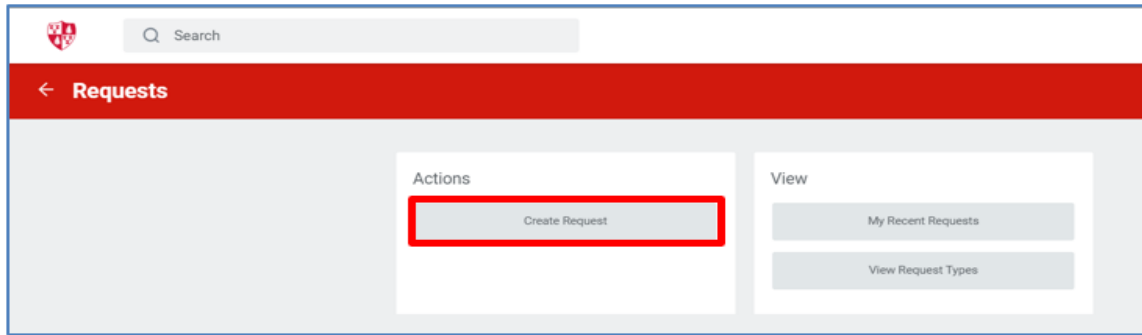 Search
← Requests
Actions
Create Request
View
My Recent Requests
View Request Types